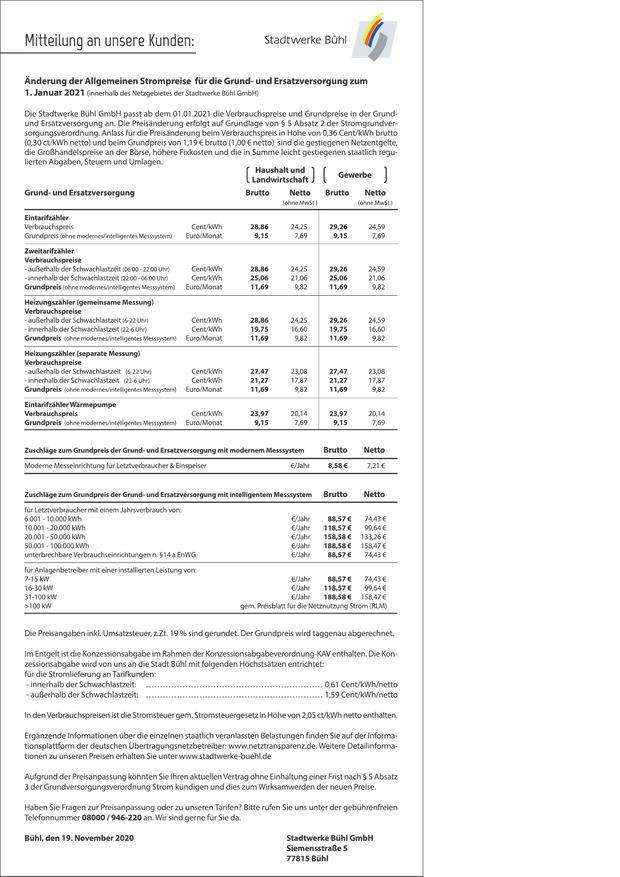 Mitteilung an unsere Kunden:
Stadtwerke Bühl
Änderung der Allgemeinen Strompreise für die Grund- und Ersatzversorgung zum
1. Januar 2021 (innerhalb des Netzgebietes der Stadtwerke Bühl GmbH)
Die Stadtwerke Bühl GmbH passt ab dem 01.01.2021 die Verbrauchspreise und Grundpreise in der Grund-
und Ersatzversorgung an. Die Preisänderung erfolgt auf Grundlage von § 5 Absatz 2 der Stromgrundver-
sorgungsverordnung. Anlass für die Preisänderung beim Verbrauchspreis in Höhe von 0,36 Cent/kWh brutto
(0,30 ct/kWh netto) und beim Grundpreis von 1,19 € brutto (1,00 € netto) sind die gestiegenen Netzentgelte,
die Großhandelspreise an der Börse, höhere Fixkosten und die in Summe leicht gestiegenen staatlich regu-
lierten Abgaben, Steuern und Umlagen.
Haushalt und Landwirtschaft Gewerbe
Grund- und Ersatzversorgung Brutto Netto Brutto Netto
(ohne MwSt.) (ohne MwSt.)
Eintarifzähler
Verbrauchspreis Cent/kWh 28,86 24,25 29,26 24,59
Grundpreis (ohne modernes/intelligentes Messsystem) Euro/Monat 9,15 7,69 9,15 7,69
Zweitarifzähler
Verbrauchspreise
- außerhalb der Schwachlastzeit (06:00 - 22:00 Uhr) Cent/kWh 28,86 24,25 29,26 24,59
- innerhalb der Schwachlastzeit (22:00 - 06:00 Uhr) Cent/kWh 25,06 21,06 25,06 21,06
Grundpreis (ohne modernes/intelligentes Messsystem) Euro/Monat 11,69 9,82 11,69 9,82
Heizungszähler (gemeinsame Messung)
Verbrauchspreise
- außerhalb der Schwachlastzeit (6-22 Uhr) Cent/kWh 28,86 24,25 29,26 24,59
- innerhalb der Schwachlastzeit (22-6 Uhr) Cent/kWh 19,75 16,60 19,75 16,60
Grundpreis (ohne modernes/intelligentes Messsystem) Euro/Monat 11,69 9,82 11,69 9,82
Heizungszähler (separate Messung)
Verbrauchspreise
- außerhalb der Schwachlastzeit (6-22 Uhr) Cent/kWh 27,47 23,08 27,47 23,08
- innerhalb der Schwachlastzeit (22-6 Uhr) Cent/kWh 21,27 17,87 21,27 17,87
Grundpreis (ohne modernes/intelligentes Messsystem) Euro/Monat 11,69 9,82 11,69 9,82
Eintarifzähler Wärmepumpe
Verbrauchspreis Cent/kWh 23,97 20,14 23,97 20,14
Grundpreis (ohne modernes/intelligentes Messsystem) Euro/Monat 9,15 7,69 9,15 7,69
Zuschläge zum Grundpreis der Grund- und Ersatzversorgung mit modernem Messsystem Brutto Netto
Moderne Messeinrichtung für Letztverbraucher & Einspeiser €/Jahr 8,58 € 7,21 €
Zuschläge zum Grundpreis der Grund- und Ersatzversorgung mit intelligentem Messsystem Brutto Netto
für Letztverbraucher mit einem Jahresverbrauch von:
6.001 - 10.000 kWh €/Jahr 88,57 € 74,43 €
10.001 - 20.000 kWh €/Jahr 118,57 € 99,64 €
20.001 - 50.000 kWh €/Jahr 158,58 € 133,26 €
50.001 - 100.000 kWh €/Jahr 188,58 € 158,47 €
unterbrechbare Verbrauchseinrichtungen n. §14 a EnWG €/Jahr 88,57 € 74,43 €
für Anlagenbetreiber mit einer installierten Leistung von:
7-15 kW €/Jahr 88,57 € 74,43 €
16-30 kW €/Jahr 118,57 € 99,64 €
31-100 kW €/Jahr 188,58 € 158,47 €
>100 kW gem. Preisblatt für die Netznutzung Strom (RLM)
Die Preisangaben inkl. Umsatzsteuer, z.Zt. 19 % sind gerundet. Der Grundpreis wird taggenau abgerechnet.
Im Entgelt ist die Konzessionsabgabe im Rahmen der Konzessionsabgabeverordnung-KAV enthalten. Die Kon-
zessionsabgabe wird von uns an die Stadt Bühl mit folgenden Höchstsätzen entrichtet:
für die Stromlieferung an Tarifkunden:
- innerhalb der Schwachlastzeit: ........................ 0,61 Cent/kWh/netto
- außerhalb der Schwachlastzeit: ........................ 1,59 Cent/kWh/netto
In den Verbrauchspreisen ist die Stromsteuer gem. Stromsteuergesetz in Höhe von 2,05 ct/kWh netto enthalten.
Ergänzende Informationen über die einzelnen staatlich veranlassten Belastungen finden Sie auf der Informa-
tionsplattform der deutschen Übertragungsnetzbetreiber: www.netztransparenz.de. Weitere Detailinforma-
tionen zu unseren Preisen erhalten Sie unter www.stadtwerke-buehl.de
Aufgrund der Preisanpassung könnten Sie Ihren aktuellen Vertrag ohne Einhaltung einer Frist nach § 5 Absatz
3 der Grundversorgungsverordnung Strom kündigen und dies zum Wirksamwerden der neuen Preise.
Haben Sie Fragen zur Preisanpassung oder zu unseren Tarifen? Bitte rufen Sie uns unter der gebührenfreien
Telefonnummer 08000 / 946-220 an. Wir sind gerne für Sie da.
Bühl, den 19. November 2020 Stadtwerke Bühl GmbH
Siemensstraße 5
77815 Bühl